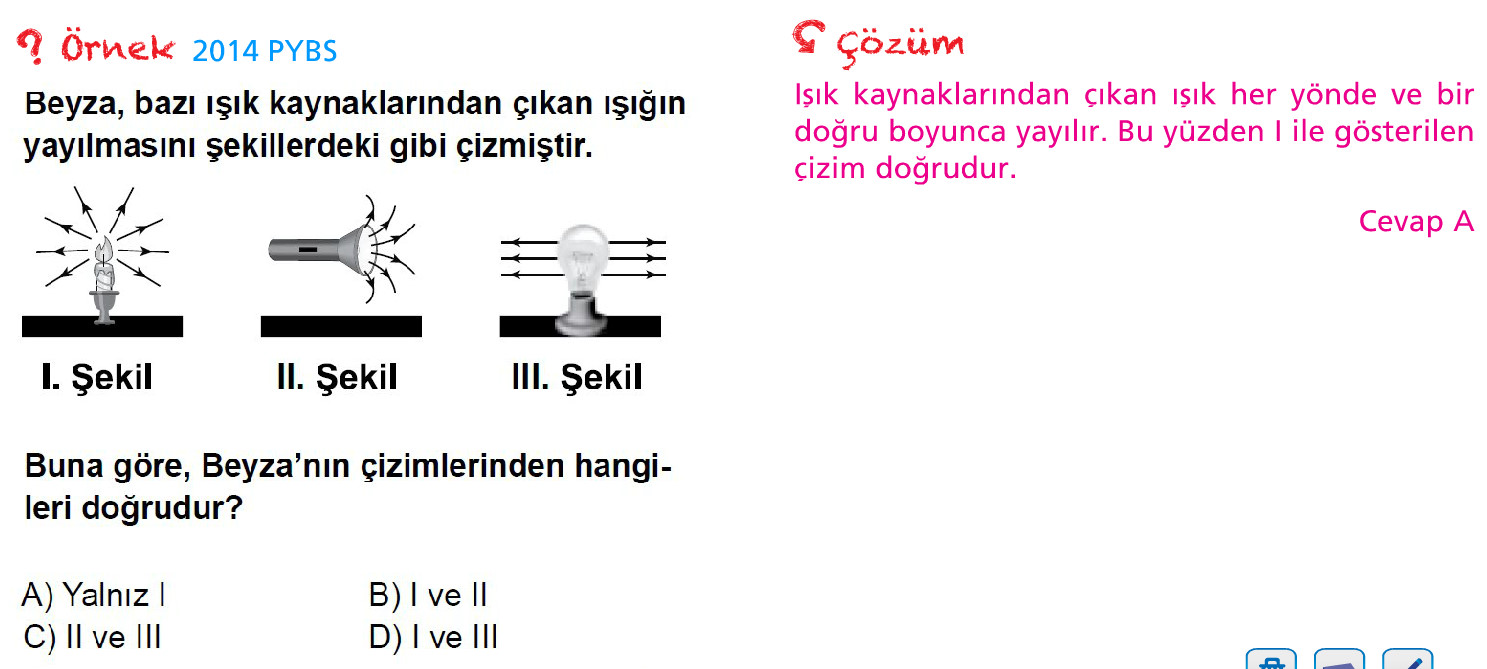 ? Örnek 2014 PYBS
Beyza, bazı ışık kaynaklarından çıkan ışığın
yayılmasını şekillerdeki gibi çizmiştir.
I. Şekil
II. Şekil
III. Şekil
Buna göre, Beyza’nın çizimlerinden hangi-
leri doğrudur?
A) Yalnız I
B) I ve II
C) II ve III
D) I ve III
Çözüm
Işık kaynaklarından çıkan ışık her yönde ve bir
doğru boyunca yayılır. Bu yüzden I ile gösterilen
çizim doğrudur.
Cevap A